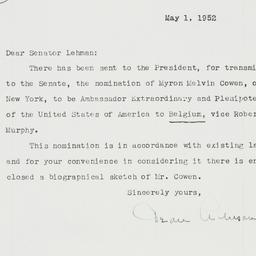 May 1, 1952
Dear Senator Lehman:
There has been sent to the President, for transmi
to the Senate, the nomination of Myron Melvin Cowen, o
New York, to be Ambassador Extraordinary and Plenipote
of the United States of America to Belgium, vice Rober
Murphy.
This nomination is in accordance with existing la
and for your convenience in considering it there is en
closed a biographical sketch of Mr. Cowen.
Sincerely yours,
Dean Acheson